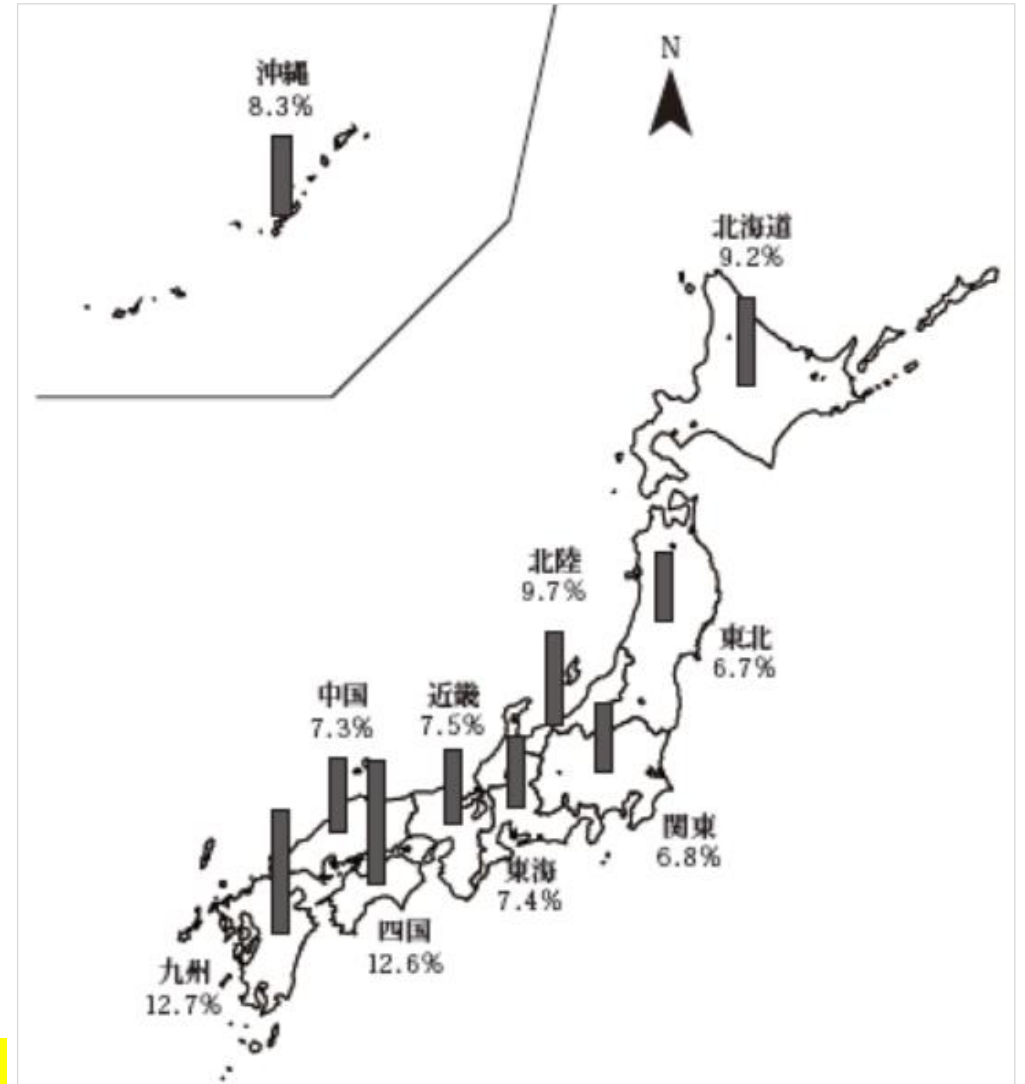 沖縄
8.3%
N
北海道
9.2%
北陸
9.7%
東北
6.7%
中国
7.3%
近畿
7.5%
関東
6.8%
東海
7.4%
四国
12.6%
九州
12.7%